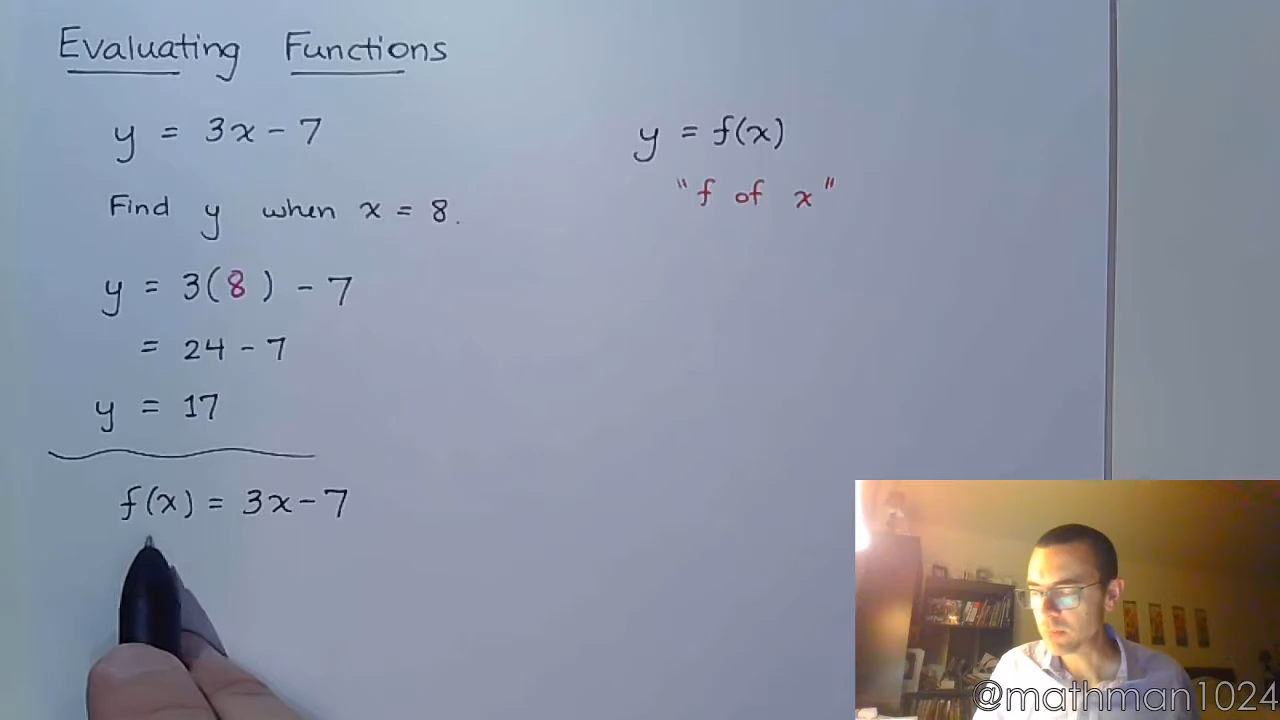 Evaluating Functions
y = 3x - 7
Find y when x = 8.
y = 3(8) - 7
= 24 - 7
y = 17
f(x) = 3x - 7
y = f(x)
"f of x"
@mathman1024